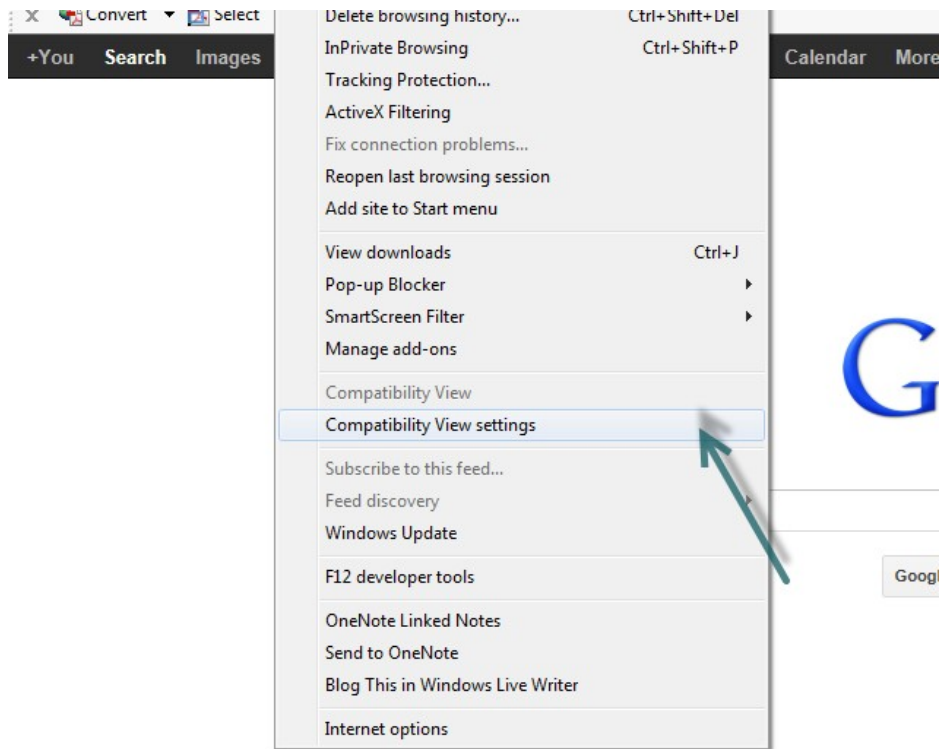 X Convert Select
Delete browsing history... Ctrl+Shift+Del
+You Search Images
InPrivate Browsing Ctrl+Shift+P
Calendar More
Tracking Protection...
ActiveX Filtering
Fix connection problems...
Reopen last browsing session
Add site to Start menu
View downloads Ctrl+J
Pop-up Blocker
SmartScreen Filter
Manage add-ons
G
Compatibility View
Compatibility View settings
Subscribe to this feed...
Feed discovery
Windows Update
F12 developer tools
Googl
OneNote Linked Notes
Send to OneNote
Blog This in Windows Live Writer
Internet options